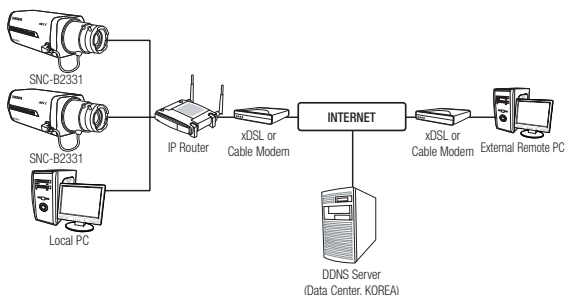 SNC-B2331
SNC-B2331
Local PC
IP Router
xDSL or
Cable Modem
INTERNET
xDSL or
Cable Modem
External Remote PC
DDNS Server
(Data Center, KOREA)